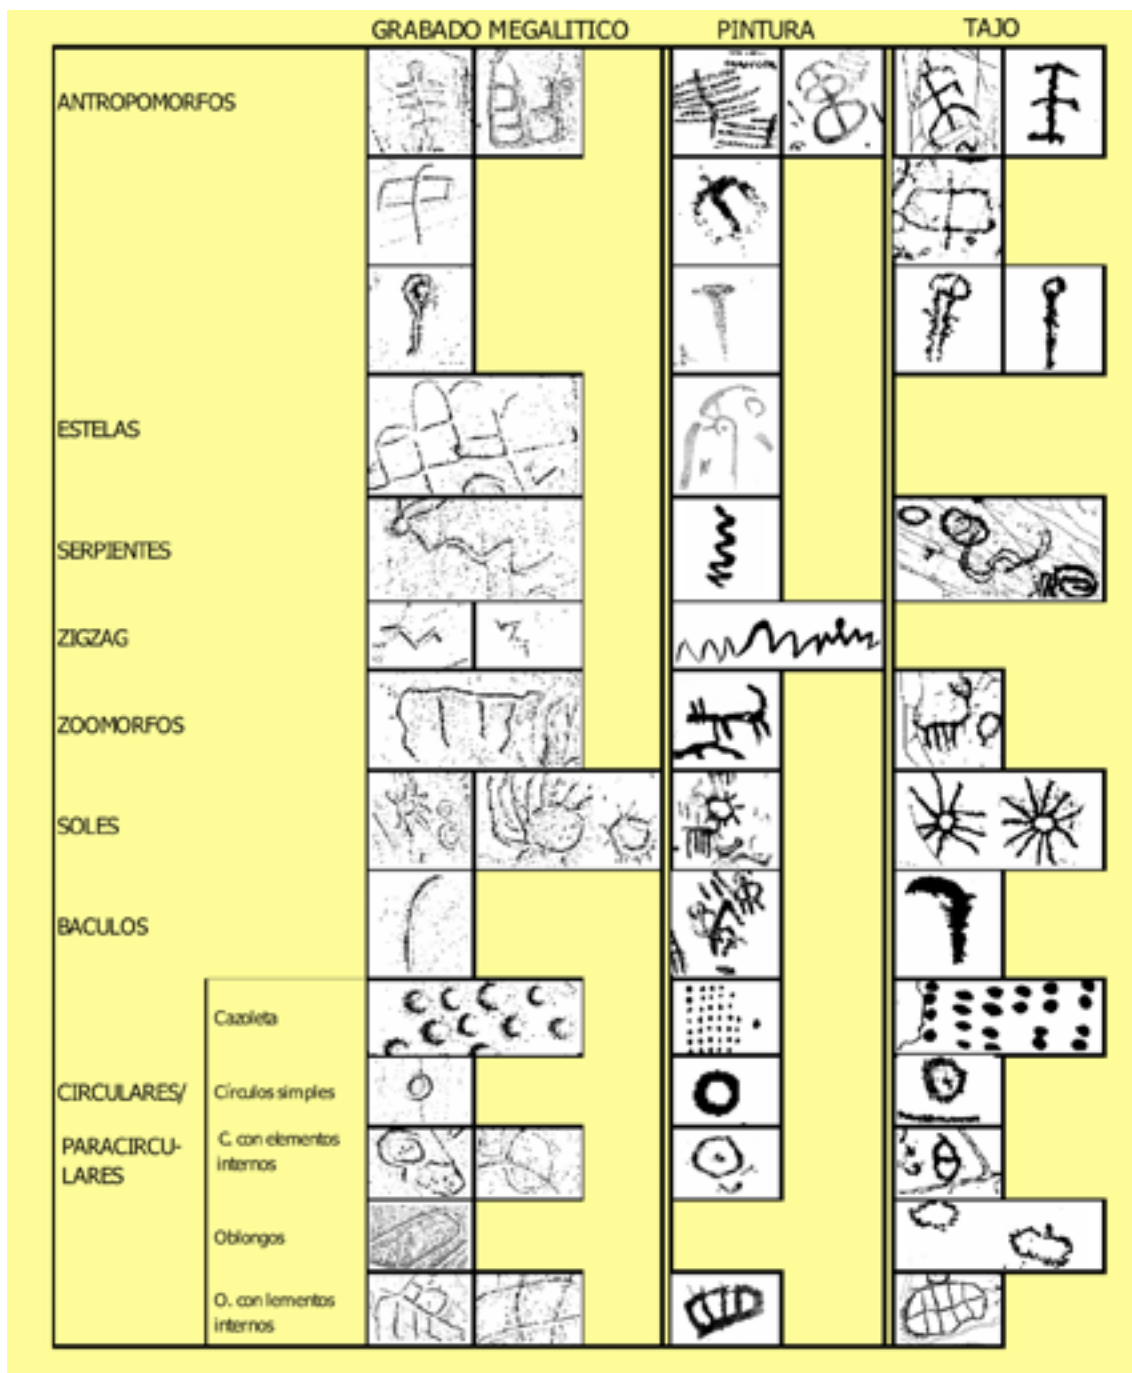 GRABADO MEGALITICO PINTURA TAJO
ANTROPOMORFOS
ESTELAS
SERPIENTES
ZIGZAG
ZOOMORFOS
SOLES
BACULOS
Cazoleta
CIRCULARES/ Círculos simples
PARACIRCU- C. con elementos
LARES internos
Oblongos
O. con lementos
internos